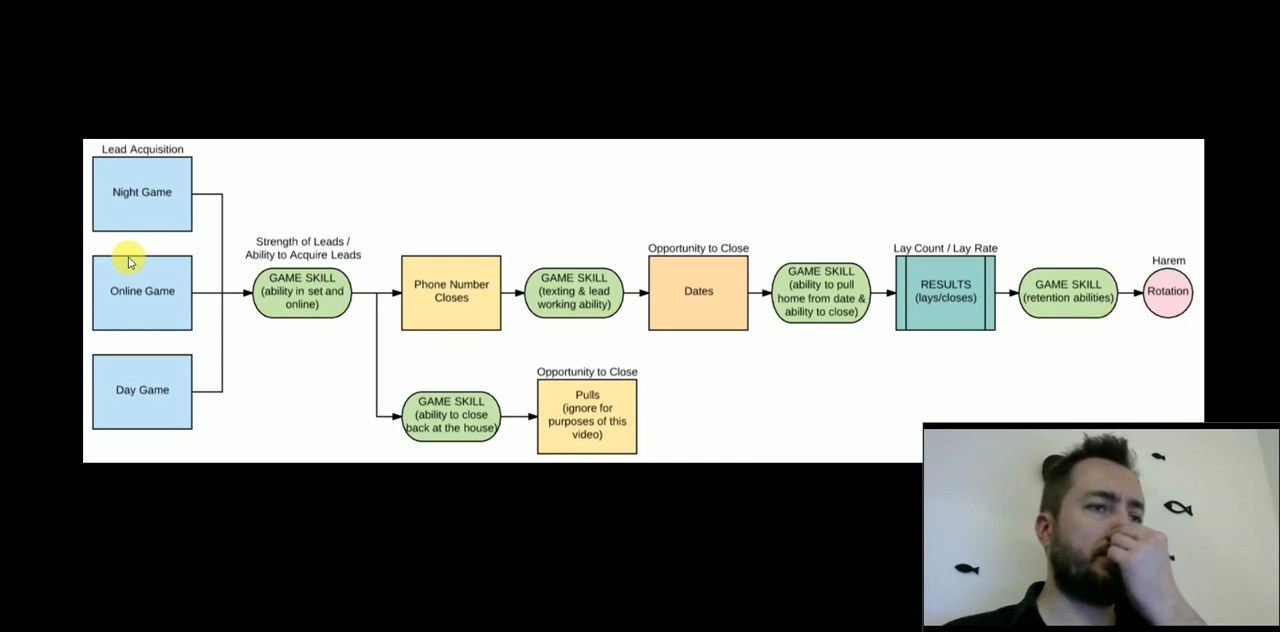 Lead Acquisition
Night Game
Online Game
Day Game
Strength of Leads /
Ability to Acquire Leads
GAME SKILL
(ability in set and
online)
Phone Number
Closes
GAME SKILL
(texting & lead
working ability)
Opportunity to Close
Dates
GAME SKILL
(ability to pull
home from date &
ability to close)
Lay Count / Lay Rate
RESULTS
(lays/closes)
GAME SKILL
(retention abilities)
Harem
Rotation
GAME SKILL
(ability to close
back at the house)
Opportunity to Close
Pulls
(ignore for
purposes of this
video)